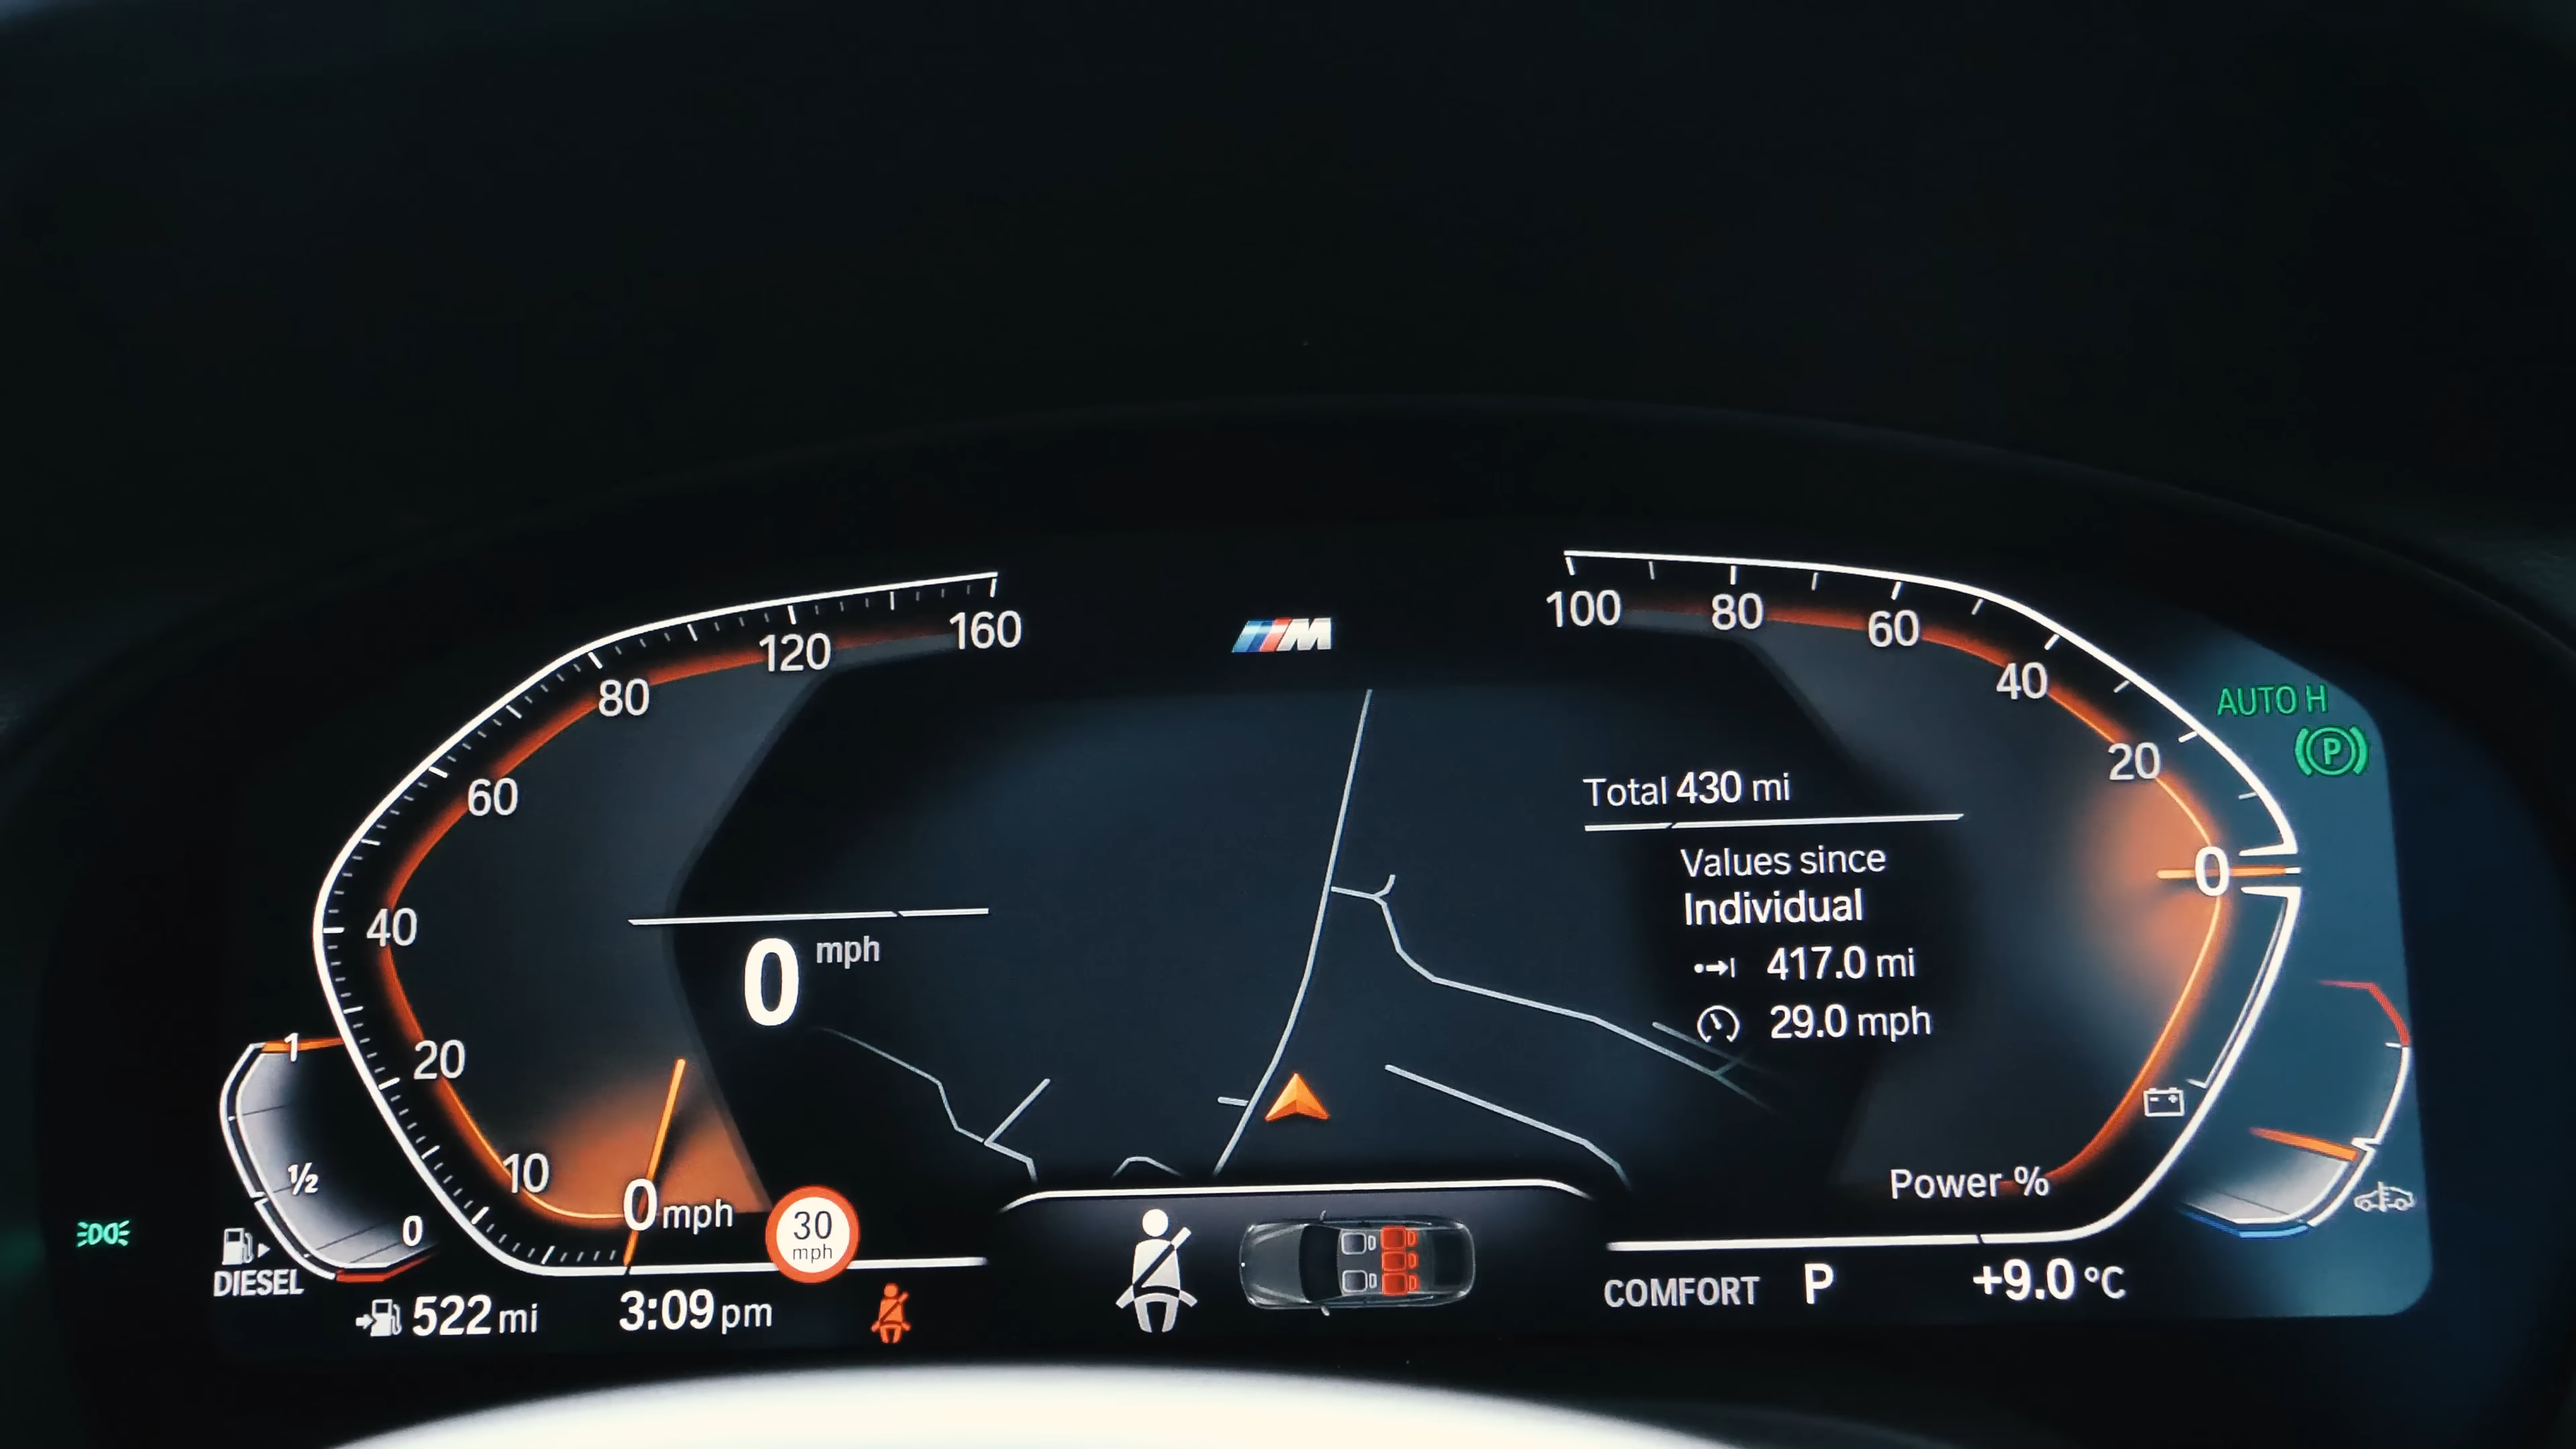 M
160
120
80
60
40
20
10
0 mph
100
80
60
40
20
0
Power %
AUTO H
P
Total 430 mi
Values since
Individual
417.0 mi
29.0 mph
0 mph
1
1/2
0
DIESEL
30
mph
522 mi
3:09 pm
COMFORT P
+9.0 °C